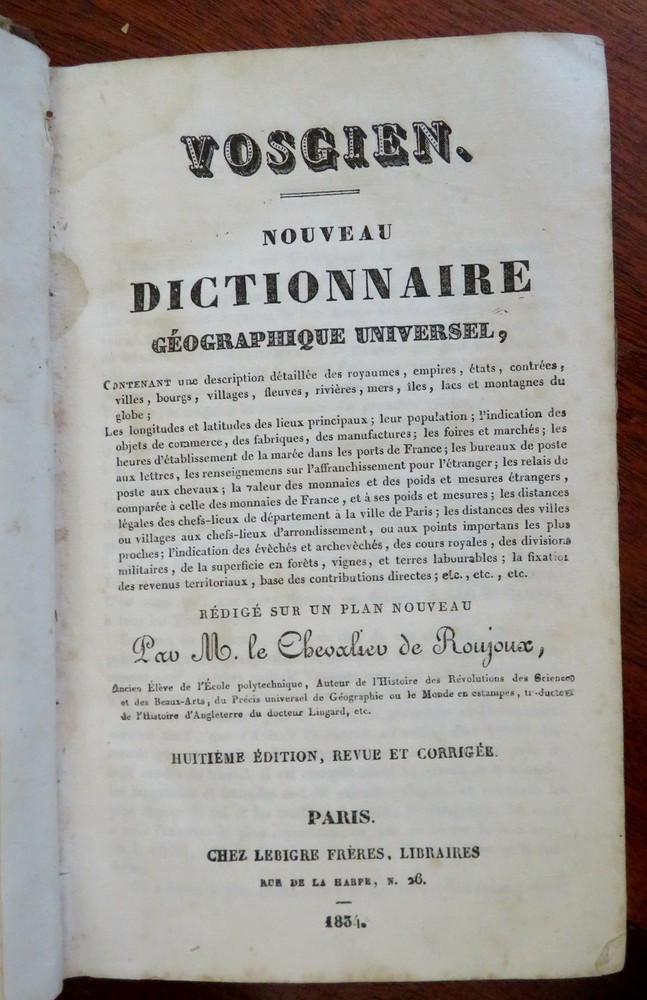 VOSGIEN.
NOUVEAU
DICTIONNAIRE
GÉOGRAPHIQUE UNIVERSEL,
CONTENANT une description détaillée des royaumes, empires, états, contrées,
villes, bourgs, villages, fleuves, rivières, mers, îles, lacs et montagnes du
globe;
Les longitudes et latitudes des lieux principaux; leur population; l'indication des
objets de commerce, des fabriques, des manufactures; les foires et marchés; les
heures d'établissement de la marée dans les ports de France; les bureaux de poste
aux lettres, les renseignemens sur l'affranchissement pour l'étranger; les relais de
poste aux chevaux; la valeur des monnaies et des poids et mesures étrangers,
comparée à celle des monnaies de France, et à ses poids et mesures; les distances
légales des chefs-lieux de département à la ville de Paris; les distances des villes
ou villages aux chefs-lieux d'arrondissement, ou aux points importans les plus
proches; l'indication des évêchés et archevêchés, des cours royales, des divisions
militaires, de la superficie en forêts, vignes, et terres labourables; la fixation
des revenus territoriaux, base des contributions directes; etc., etc., etc.
RÉDIGÉ SUR UN PLAN NOUVEAU
Par M. le Chevalier de Roujoux,
Ancien Élève de l'École polytechnique, Auteur de l'Histoire des Révolutions des Sciences
et des Beaux-Arts, du Précis universel de Géographie ou le Monde en estampes, traducteur
de l'Histoire d'Angleterre du docteur Lingard, etc.
HUITIÈME ÉDITION, REVUE ET CORRIGÉE.
PARIS.
CHEZ LEBIGRE FRÈRES, LIBRAIRES
RUE DE LA HARPE, N. 26.
1834.